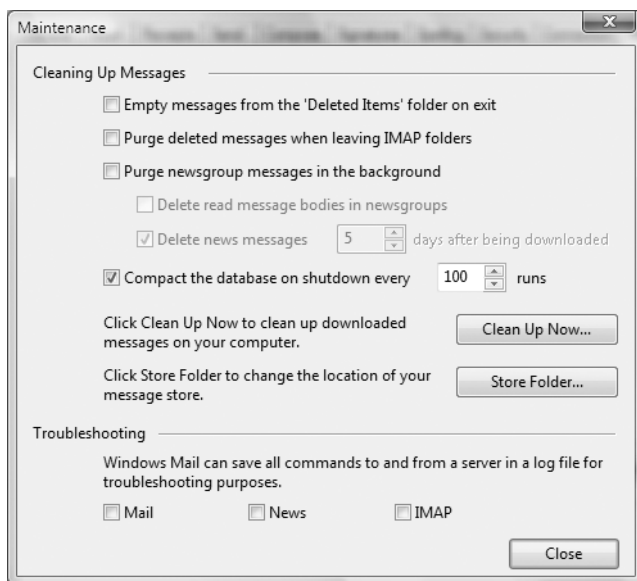 Maintenance
Cleaning Up Messages
Empty messages from the 'Deleted Items' folder on exit
Purge deleted messages when leaving IMAP folders
Purge newsgroup messages in the background
Delete read message bodies in newsgroups
Delete news messages 5 days after being downloaded
Compact the database on shutdown every 100 runs
Click Clean Up Now to clean up downloaded
messages on your computer.
Clean Up Now...
Click Store Folder to change the location of your
message store.
Store Folder...
Troubleshooting
Windows Mail can save all commands to and from a server in a log file for
troubleshooting purposes.
Mail News IMAP
Close